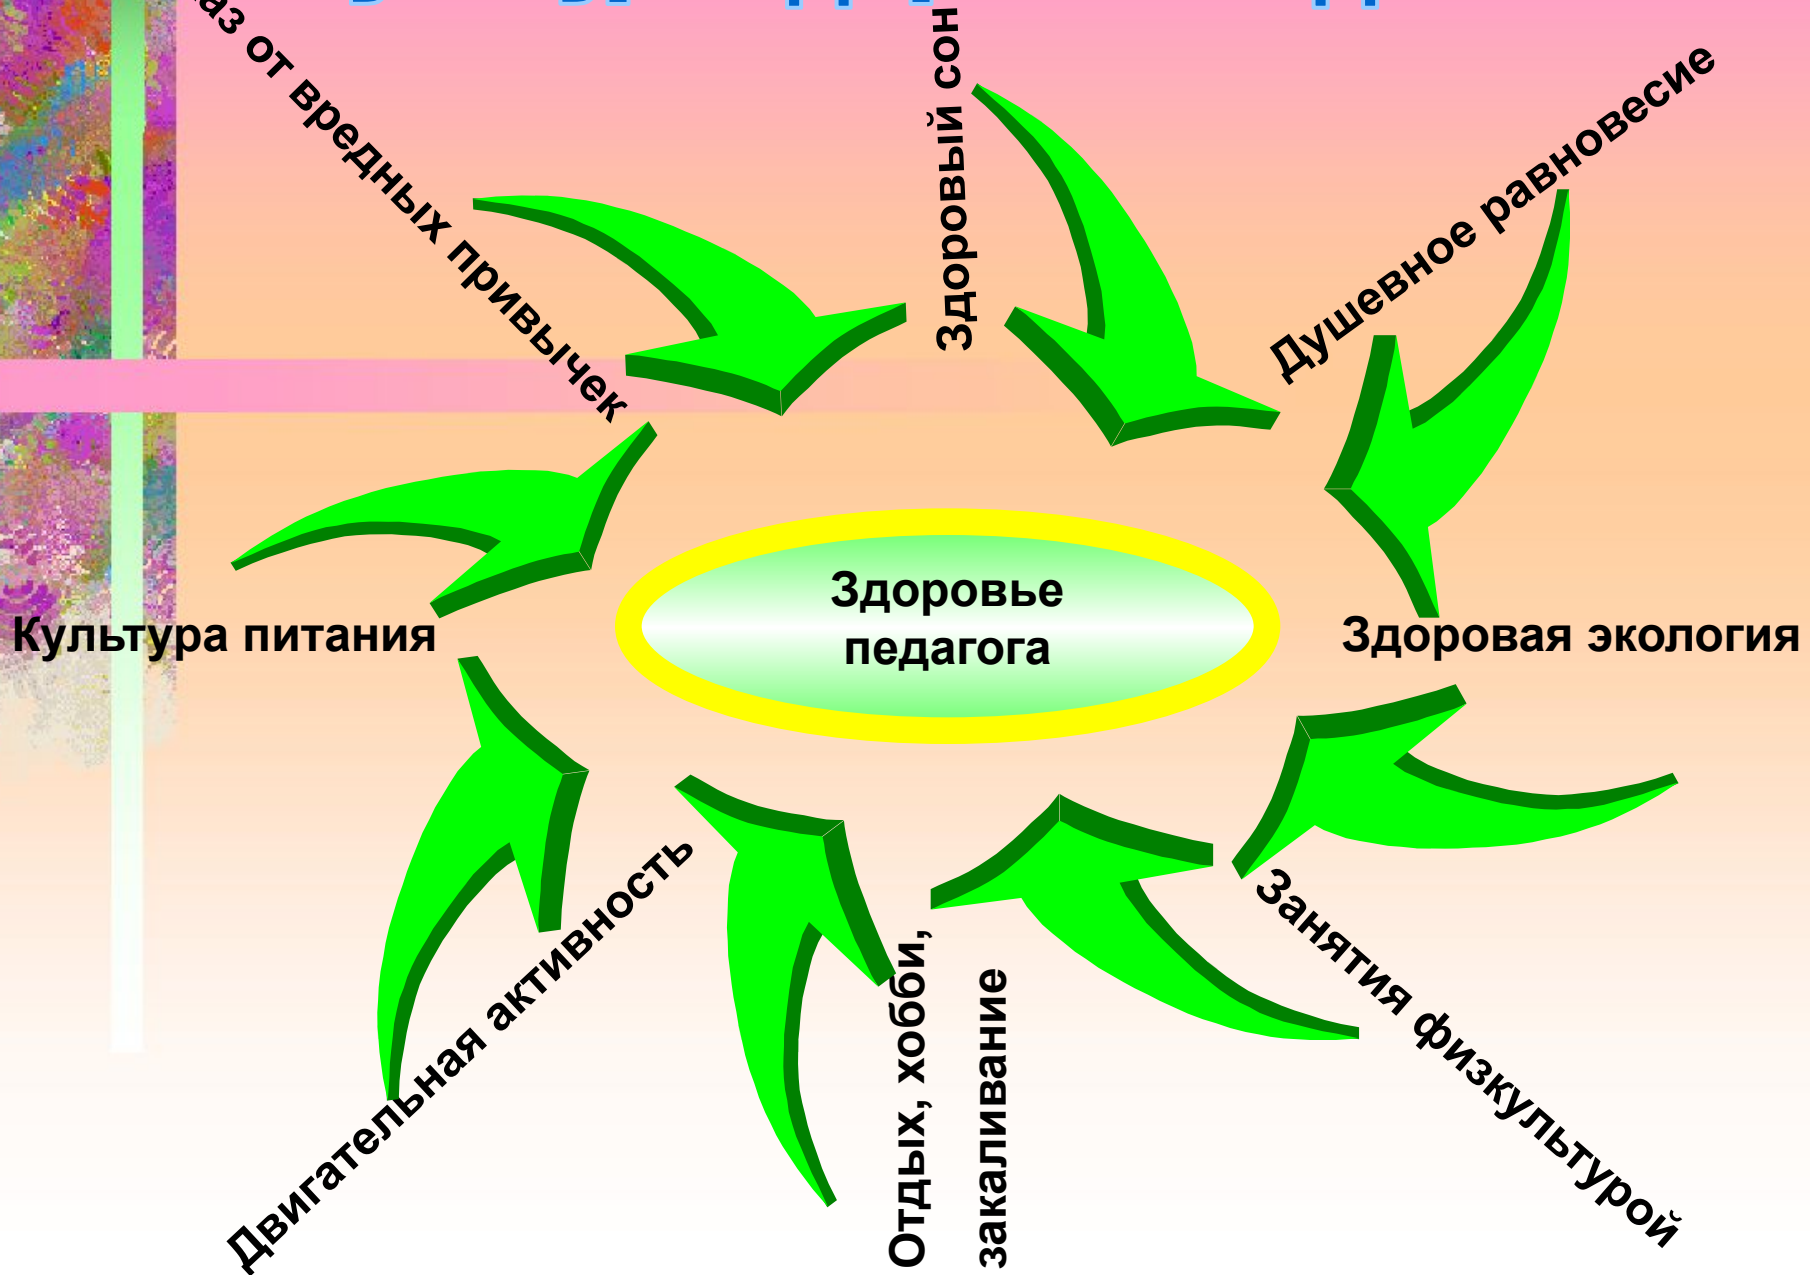 от вредных привычек
Здоровый сон
Душевное равновесие
Здоровье
педагога
Культура питания
Здоровая экология
Двигательная активность
Отдых, хобби,
закаливание
Занятия физкультурой